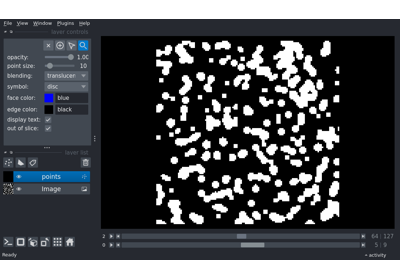 File View Window Plugins Help
layer controls
opacity: 1.00
point size: 10
blending: translucen
symbol: disc
face color: blue
edge color: black
display text:
out of slice:
layer list
points
Image
2 64 127
0 5 9
Ready activity